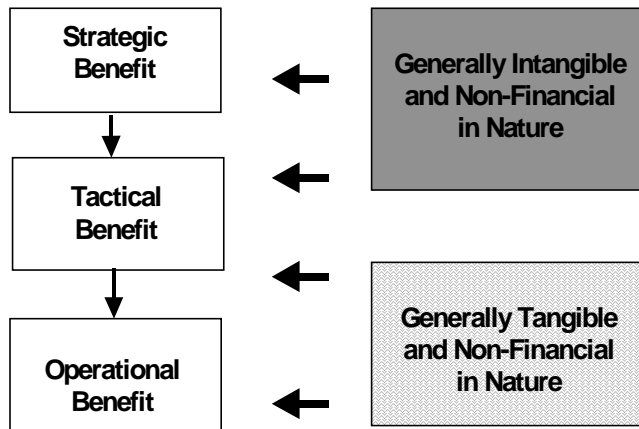 Strategic
Benefit
Generally Intangible
and Non-Financial
in Nature
Tactical
Benefit
Generally Tangible
and Non-Financial
in Nature
Operational
Benefit